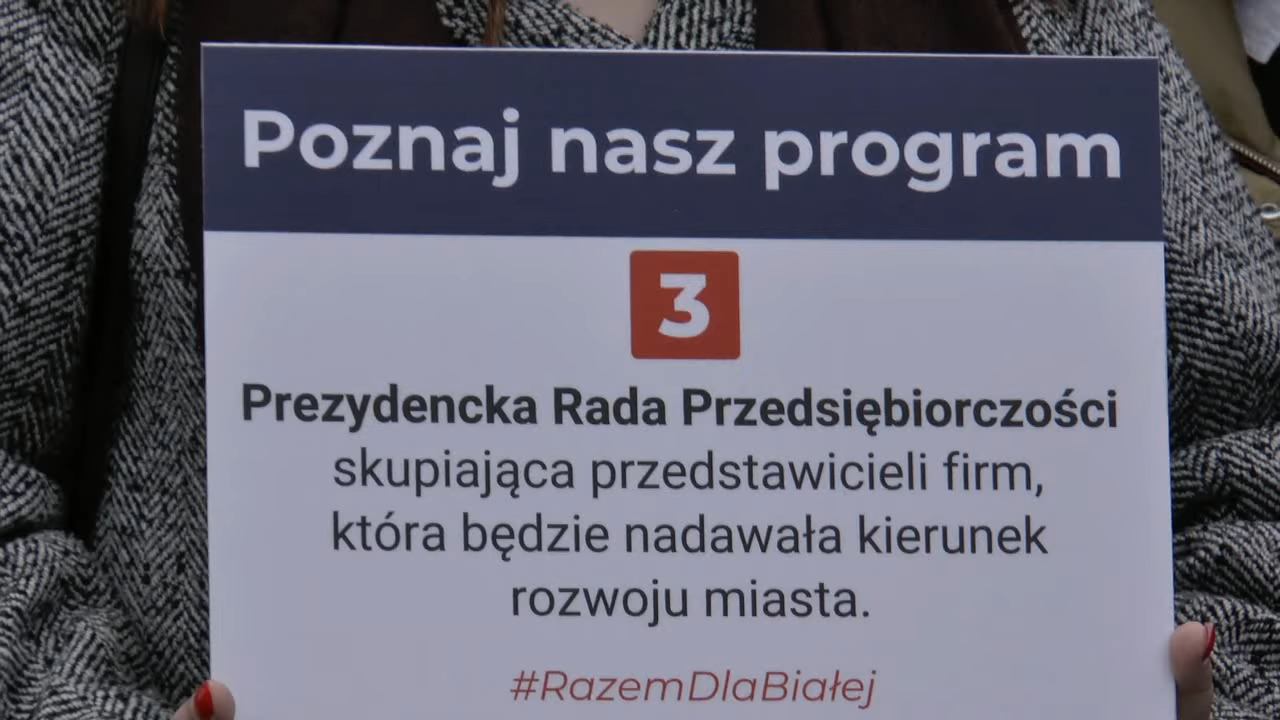 Poznaj nasz program
3
Prezydencka Rada Przedsiębiorczości
skupiająca przedstawicieli firm,
która będzie nadawała kierunek
rozwoju miasta.
#RazemDlaBiałej